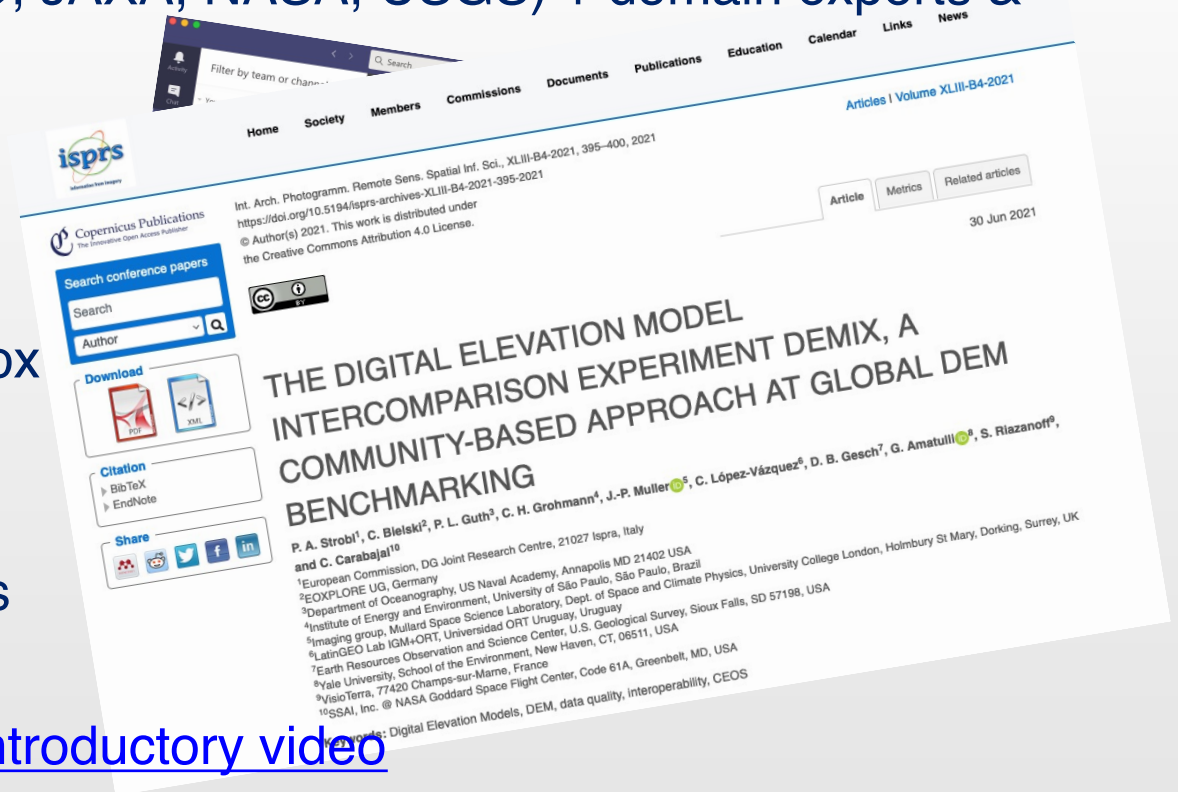 JAXA, NASA, USGS) + domain experts &
Activity
Filter by team or
Search
Chat
Home Society Members Commissions Documents Publications Education Calendar Links News
isprs
Information from Imagery
Articles | Volume XLIII-B4-2021
Copernicus Publications
The Innovative Open Access Publisher
Int. Arch. Photogramm. Remote Sens. Spatial Inf. Sci., XLIII-B4-2021, 395–400, 2021
https://doi.org/10.5194/isprs-archives-XLIII-B4-2021-395-2021
© Author(s) 2021. This work is distributed under
the Creative Commons Attribution 4.0 License.
Article Metrics Related articles
30 Jun 2021
Search conference papers
Search
Author
cc BY
ox
Download
PDF XML
THE DIGITAL ELEVATION MODEL
INTERCOMPARISON EXPERIMENT DEMIX, A
COMMUNITY-BASED APPROACH AT GLOBAL DEM
BENCHMARKING
Citation
BibTeX
EndNote
Share
P. A. Strobl1, C. Bielski2, P. L. Guth3, C. H. Grohmann4, J.-P. Muller5, C. López-Vázquez6, D. B. Gesch7, G. Amatulli8, S. Riazanoff9,
and C. Carabajal10
1European Commission, DG Joint Research Centre, 21027 Ispra, Italy
2EOXPLORE UG, Germany
3Department of Oceanography, US Naval Academy, Annapolis MD 21402 USA
4Institute of Energy and Environment, University of São Paulo, São Paulo, Brazil
5Imaging group, Mullard Space Science Laboratory, Dept. of Space and Climate Physics, University College London, Holmbury St Mary, Dorking, Surrey, UK
6LatinGEO Lab IGM+ORT, Universidad ORT Uruguay, Uruguay
7Earth Resources Observation and Science Center, U.S. Geological Survey, Sioux Falls, SD 57198, USA
8Yale University, School of the Environment, New Haven, CT, 06511, USA
9VisioTerra, 77420 Champs-sur-Marne, France
10SSAI, Inc. @ NASA Goddard Space Flight Center, Code 61A, Greenbelt, MD, USA
s
Keywords: Digital Elevation Models, DEM, data quality, interoperability, CEOS
ntroductory video